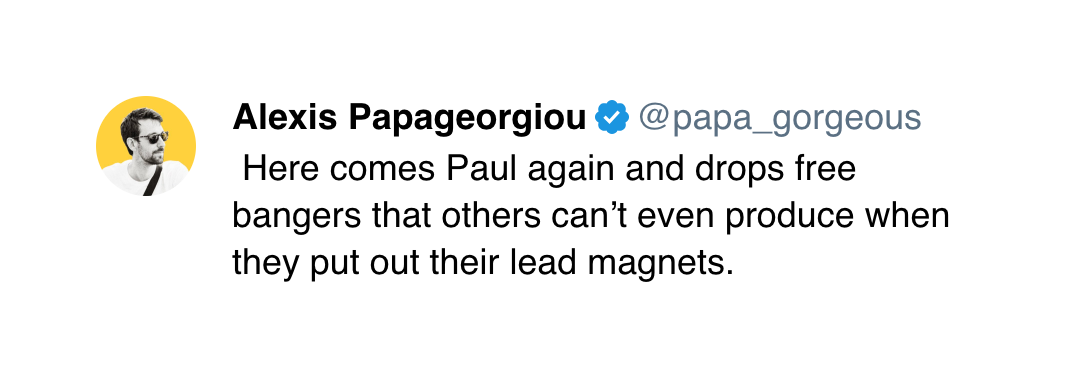 Alexis Papageorgiou @papa_gorgeous
Here comes Paul again and drops free
bangers that others can’t even produce when
they put out their lead magnets.